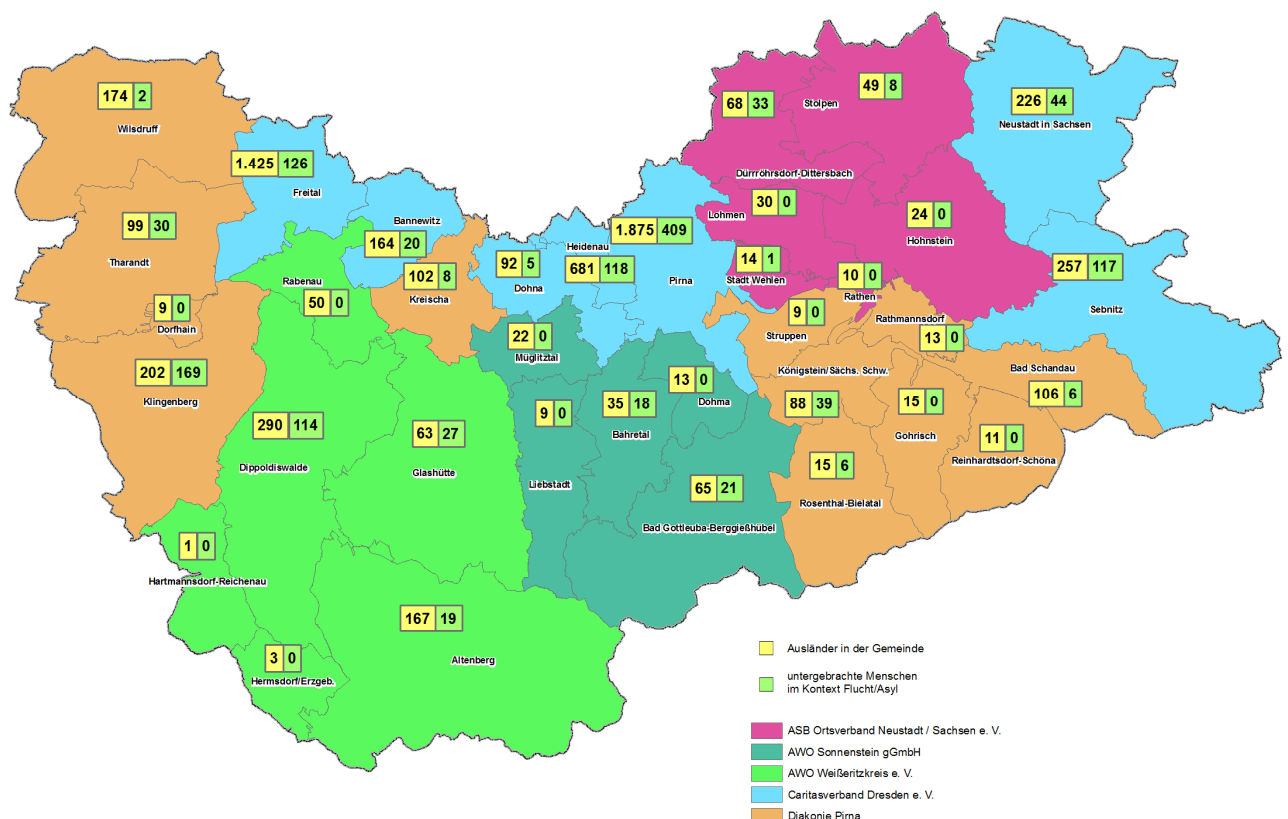 174 2
Wilsdruff
1.425 126
Freital
99 30
Tharandt
9 0
Dorfhain
202 169
Klingenberg
Bannewitz
164 20
102 8
Kreischa
Rabenau
50 0
290 114
Dippoldiswalde
63 27
Glashütte
1 0
Hartmannsdorf-Reichenau
3 0
Hermsdorf/Erzgeb.
167 19
Altenberg
92 5
Dohna
Heidenau
681 118
1.875 409
Pirna
22 0
Müglitztal
9 0
Liebstadt
35 18
Bahretal
13 0
Dohma
65 21
Bad Gottleuba-Berggießhübel
68 33
Dürrröhrsdorf-Dittersbach
49 8
Stolpen
226 44
Neustadt in Sachsen
30 0
Lohmen
24 0
Hohnstein
14 1
Stadt Wehlen
10 0
Rathen
257 117
Sebnitz
9 0
Struppen
Rathmannsdorf
13 0
Königstein/Sächs. Schw.
88 39
15 0
Gohrisch
Bad Schandau
106 6
11 0
Reinhardtsdorf-Schöna
15 6
Rosenthal-Bielatal
Ausländer in der Gemeinde
untergebrachte Menschen
im Kontext Flucht/Asyl
ASB Ortsverband Neustadt / Sachsen e. V.
AWO Sonnenstein gGmbH
AWO Weißeritzkreis e. V.
Caritasverband Dresden e. V.
Diakonie Pirna